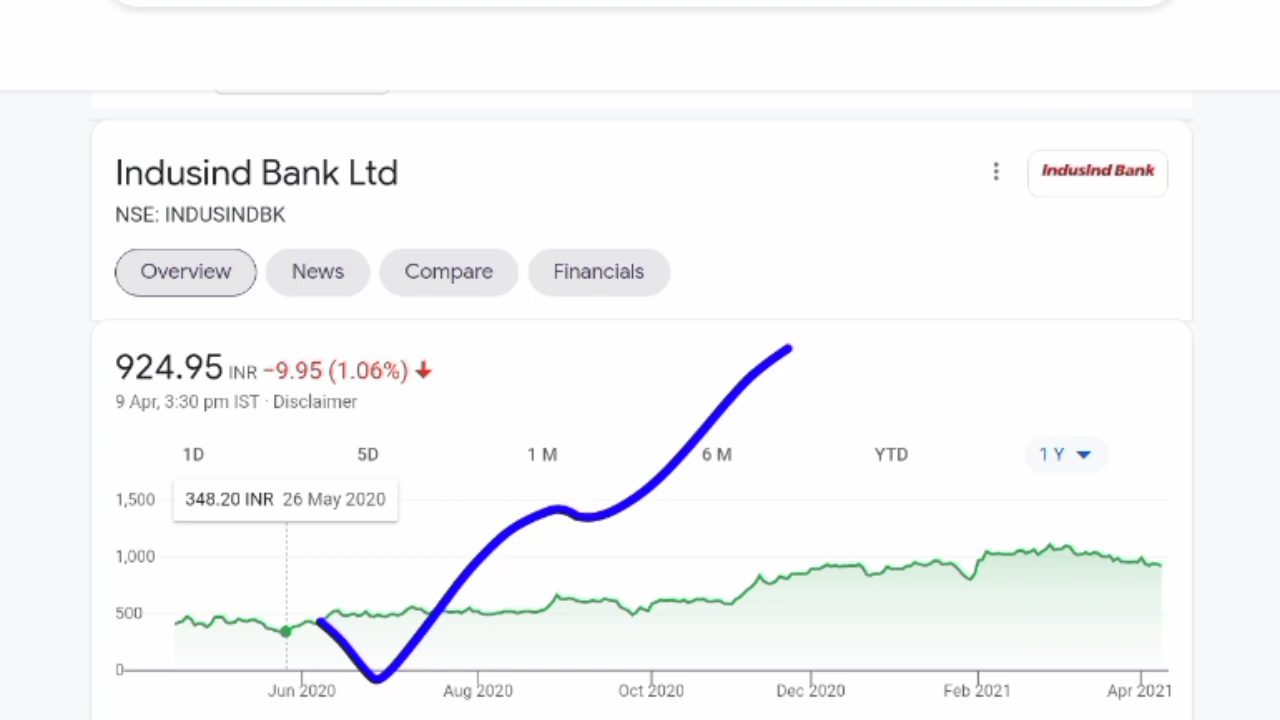 Indusind Bank Ltd
IndusInd Bank
NSE: INDUSINDBK
Overview News Compare Financials
924.95 INR −9.95 (1.06%)
9 Apr, 3:30 pm IST · Disclaimer
1D 5D 1 M 6 M YTD 1 Y
348.20 INR 26 May 2020
1,500
1,000
500
0
Jun 2020 Aug 2020 Oct 2020 Dec 2020 Feb 2021 Apr 2021